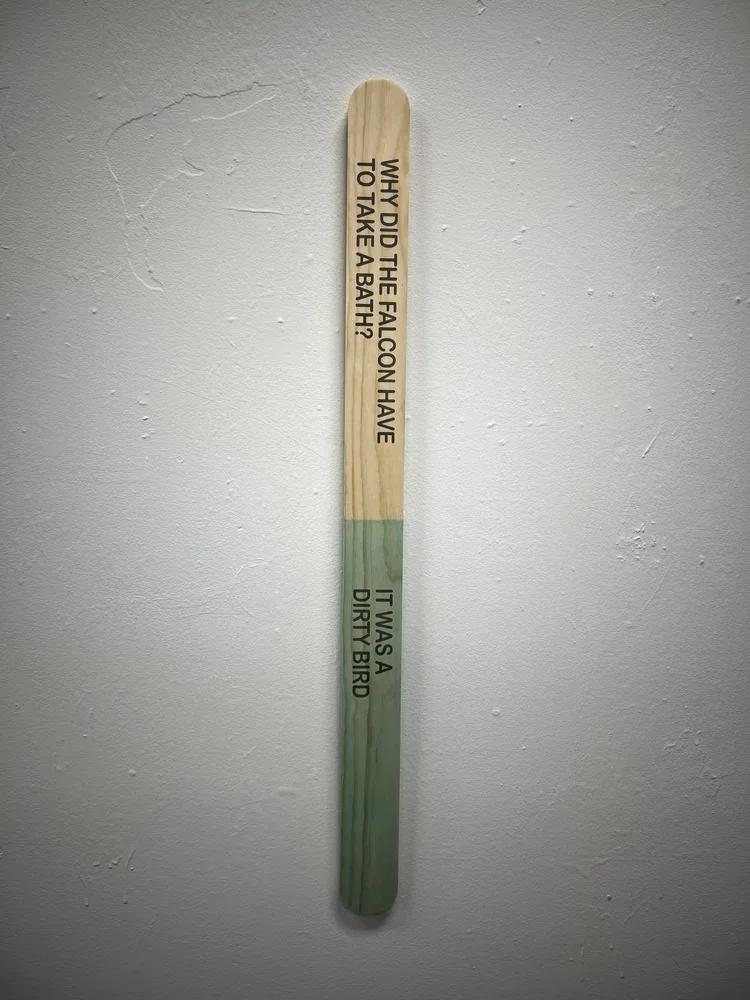 WHY DID THE FALCON HAVE
TO TAKE A BATH?
IT WAS A
DIRTY BIRD